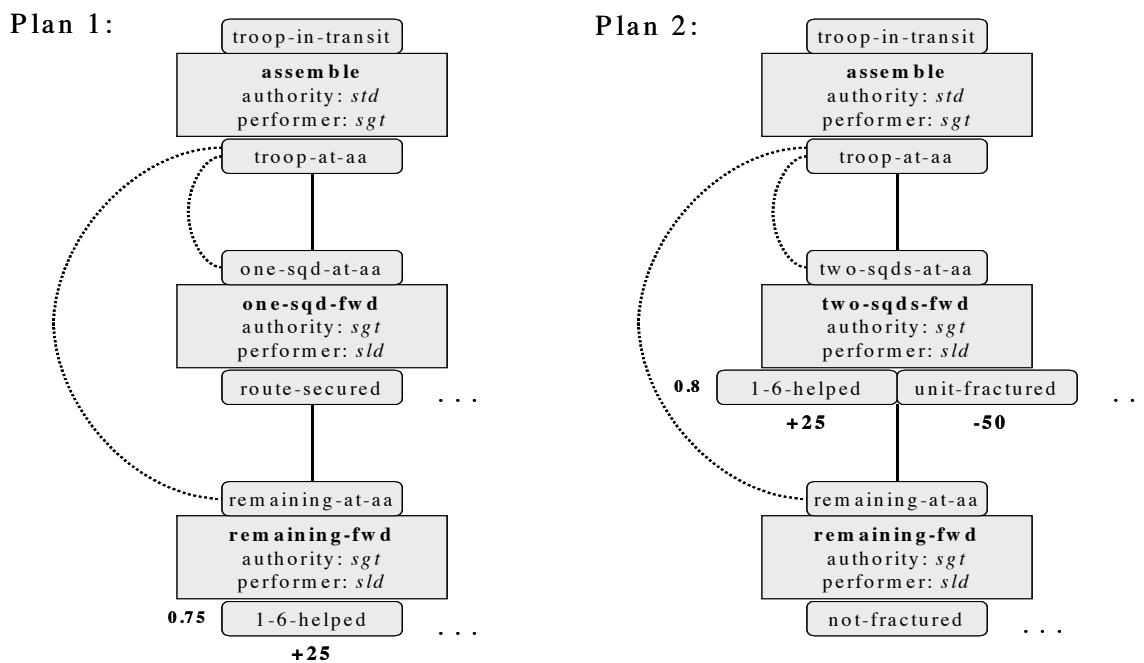 Plan 1:
troop-in-transit
assemble
authority: std
performer: sgt
troop-at-aa
one-sqd-at-aa
one-sqd-fwd
authority: sgt
performer: sld
route-secured
. . .
remaining-at-aa
remaining-fwd
authority: sgt
performer: sld
0.75
1-6-helped
. . .
+25
Plan 2:
troop-in-transit
assemble
authority: std
performer: sgt
troop-at-aa
two-sqds-at-aa
two-sqds-fwd
authority: sgt
performer: sld
0.8
1-6-helped
unit-fractured
. .
+25
-50
remaining-at-aa
remaining-fwd
authority: sgt
performer: sld
not-fractured
. . .